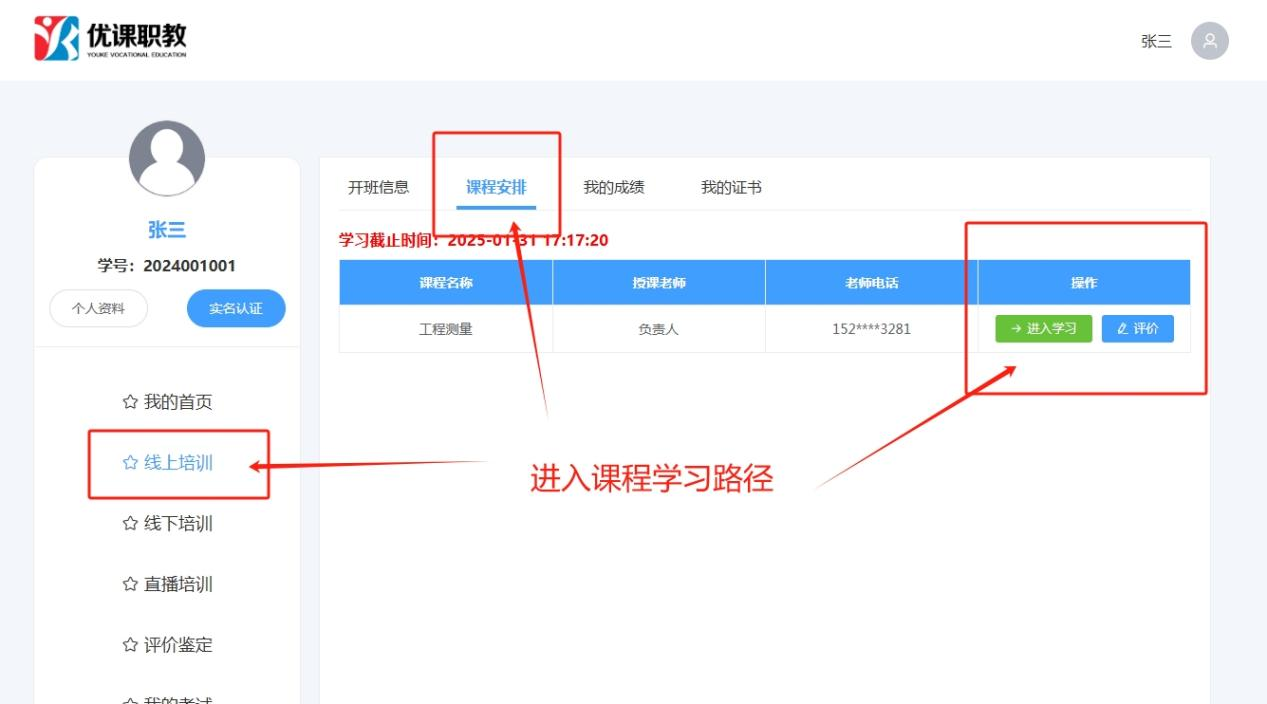 优课职教
YOUKE VOCATIONAL EDUCATION
张三
张三
学号：2024001001
个人资料
实名认证
我的首页
线上培训
线下培训
直播培训
评价鉴定
我的考试
开班信息
课程安排
我的成绩
我的证书
学习截止时间：2025-01-31 17:17:20
课程名称 授课老师 老师电话 操作
工程测量 负责人 152****3281 进入学习 评价
进入课程学习路径